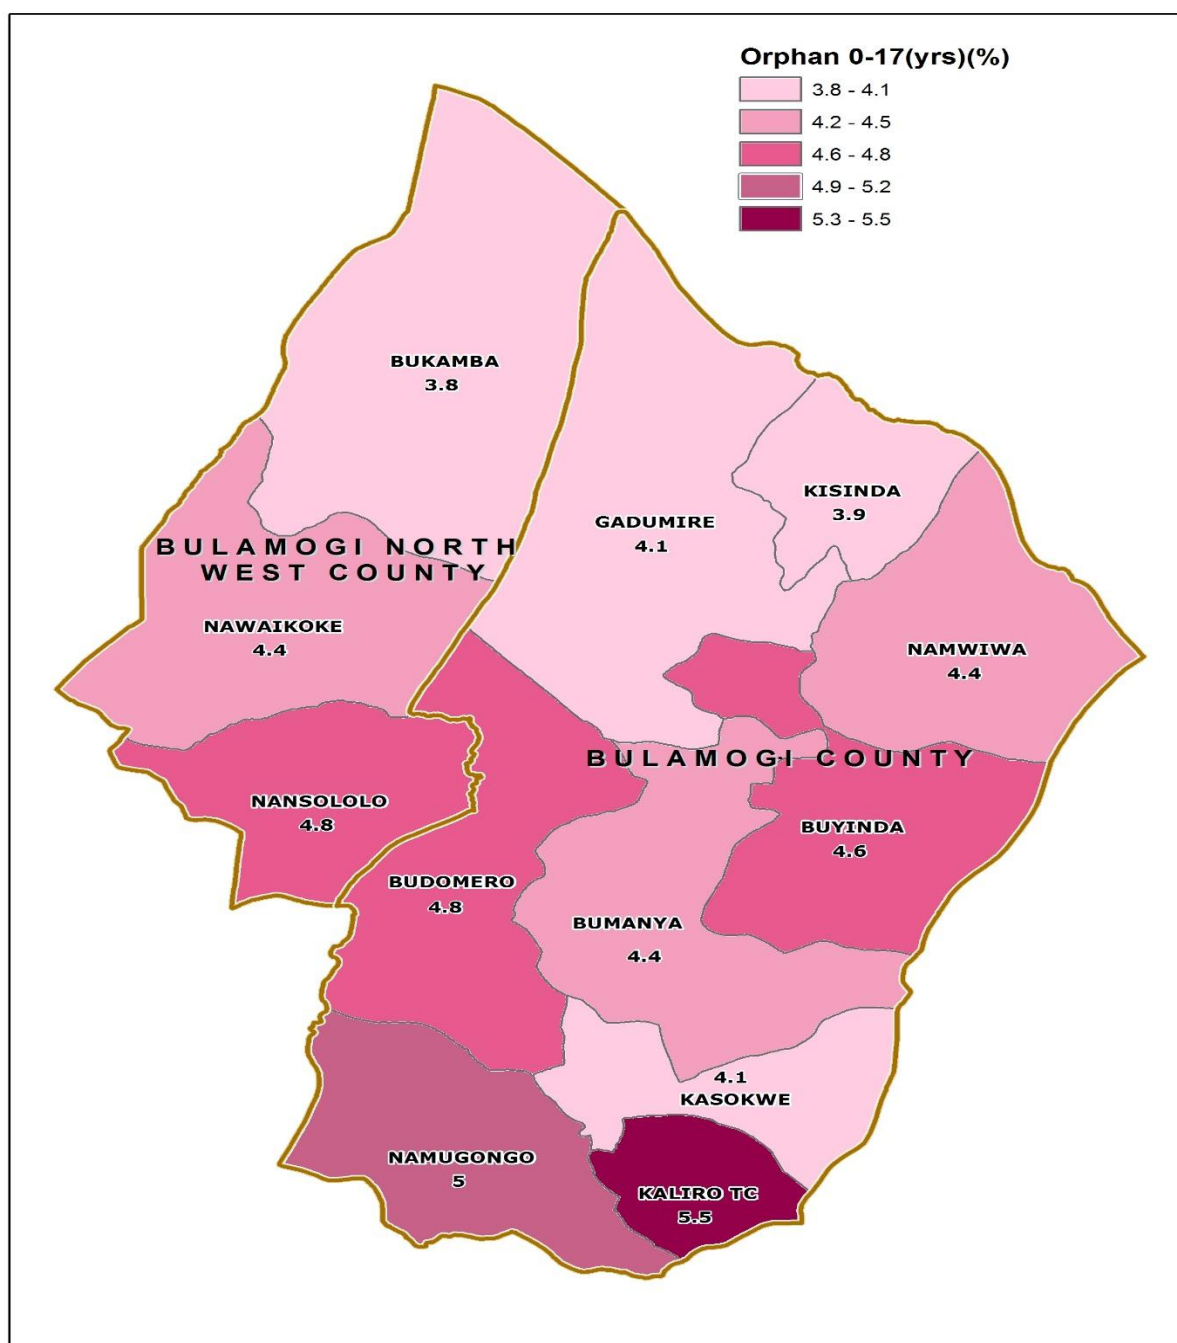 Orphan 0-17(yrs)(%)
3.8 - 4.1
4.2 - 4.5
4.6 - 4.8
4.9 - 5.2
5.3 - 5.5
BUKAMBA
3.8
KISINDA
3.9
GADUMIRE
4.1
BULAMOGI NORTH
WEST COUNTY
NAWAIKOKE
4.4
NAMWIWA
4.4
BULAMOGI COUNTY
NANSOLOLO
4.8
BUYINDA
4.6
BUDOMERO
4.8
BUMANYA
4.4
4.1
KASOKWE
NAMUGONGO
5
KALIRO TC
5.5